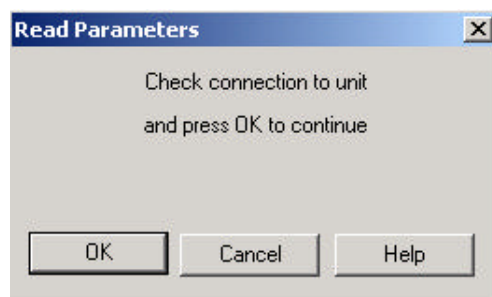 Read Parameters
Check connection to unit
and press OK to continue
OK Cancel Help